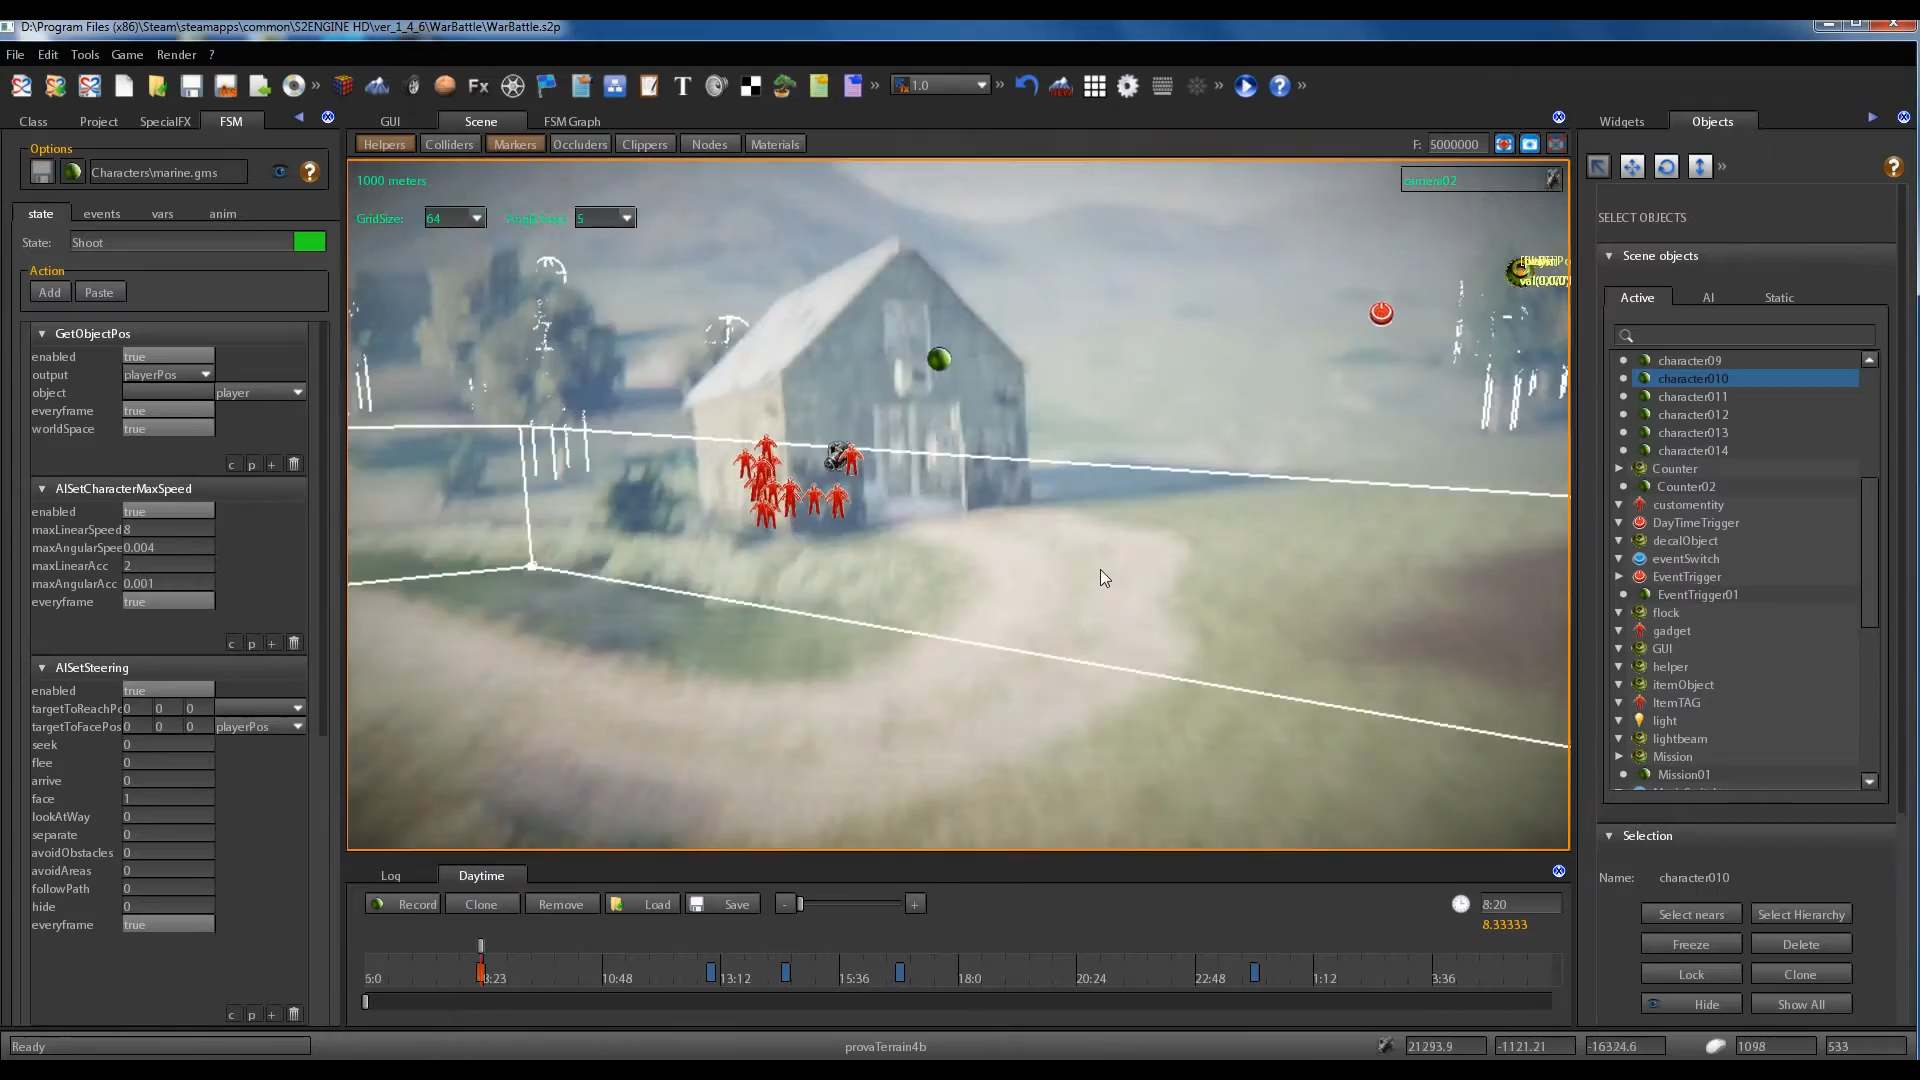 D:\Program Files (x86)\Steam\steamapps\common\S2ENGINE HD\ver_1_4_6\WarBattle\WarBattle.s2p
File Edit Tools Game Render ?
Fx T 1.0
Class Project SpecialFX FSM
GUI Scene FSM Graph
Widgets Objects
Helpers Colliders Markers Occluders Clippers Nodes Materials
F: 5000000
Options
Characters\marine.gms
state events vars anim
State: Shoot
Action
Add Paste
GetObjectPos
enabled true
output playerPos
object player
everyframe true
worldSpace true
c p +
AISetCharacterMaxSpeed
enabled true
maxLinearSpeed 8
maxAngularSpee 0.004
maxLinearAcc 2
maxAngularAcc 0.001
everyframe true
c p +
AISetSteering
enabled true
targetToReachPo 0 0 0
targetToFacePos 0 0 0 playerPos
seek 0
flee 0
arrive 0
face 1
lookAtWay 0
separate 0
avoidObstacles 0
avoidAreas 0
followPath 0
hide 0
everyframe true
c p +
1000 meters
camera02
GridSize: 64 5
Log Daytime
Record Clone Remove Load Save - +
8:20
8.33333
6:0 8:23 10:48 13:12 15:36 18:0 20:24 22:48 1:12 3:36
SELECT OBJECTS
Scene objects
Active AI Static
character09
character010
character011
character012
character013
character014
Counter
Counter02
customentity
DayTimeTrigger
decalObject
eventSwitch
EventTrigger
EventTrigger01
flock
gadget
GUI
helper
itemObject
ItemTAG
light
lightbeam
Mission
Mission01
Selection
Name: character010
Select nears Select Hierarchy
Freeze Delete
Lock Clone
Hide Show All
Ready provaTerrain4b 21293.9 -1121.21 -16324.6 1098 533